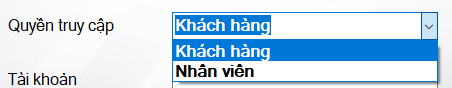 Quyền truy cập Khách hàng
Khách hàng
Nhân viên
Tài khoản